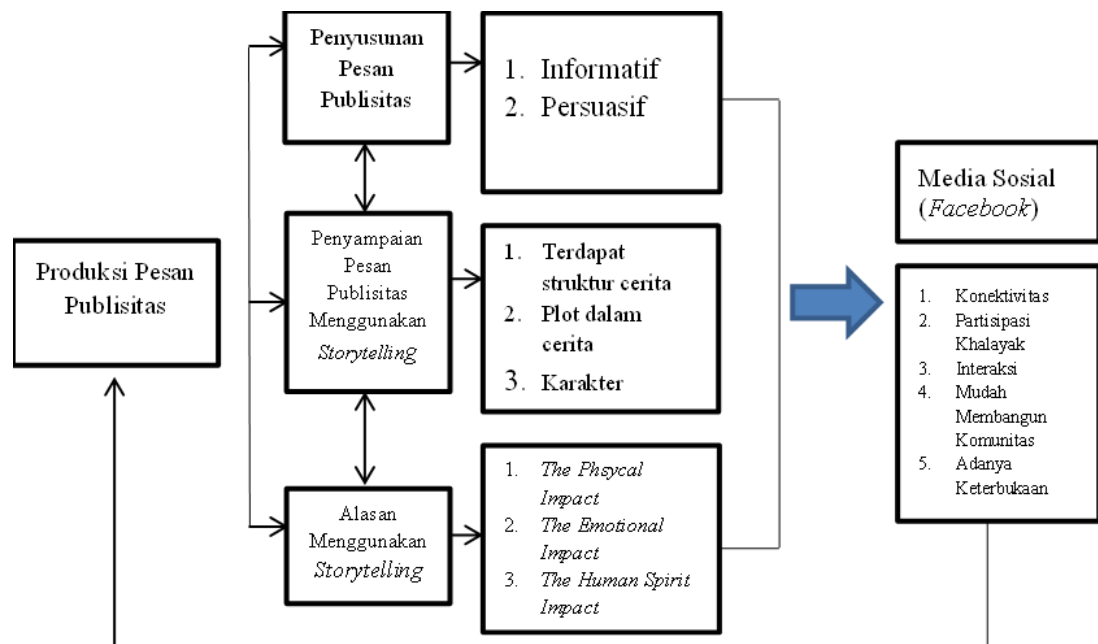 Produksi Pesan
Publisitas
Penyusunan
Pesan
Publisitas
1. Informatif
2. Persuasif
Penyampaian
Pesan
Publisitas
Menggunakan
Storytelling
1. Terdapat
struktur cerita
2. Plot dalam
cerita
3. Karakter
Alasan
Menggunakan
Storytelling
1. The Phsycal
Impact
2. The Emotional
Impact
3. The Human Spirit
Impact
Media Sosial
(Facebook)
1. Konektivitas
2. Partisipasi
Khalayak
3. Interaksi
4. Mudah
Membangun
Komunitas
5. Adanya
Keterbukaan